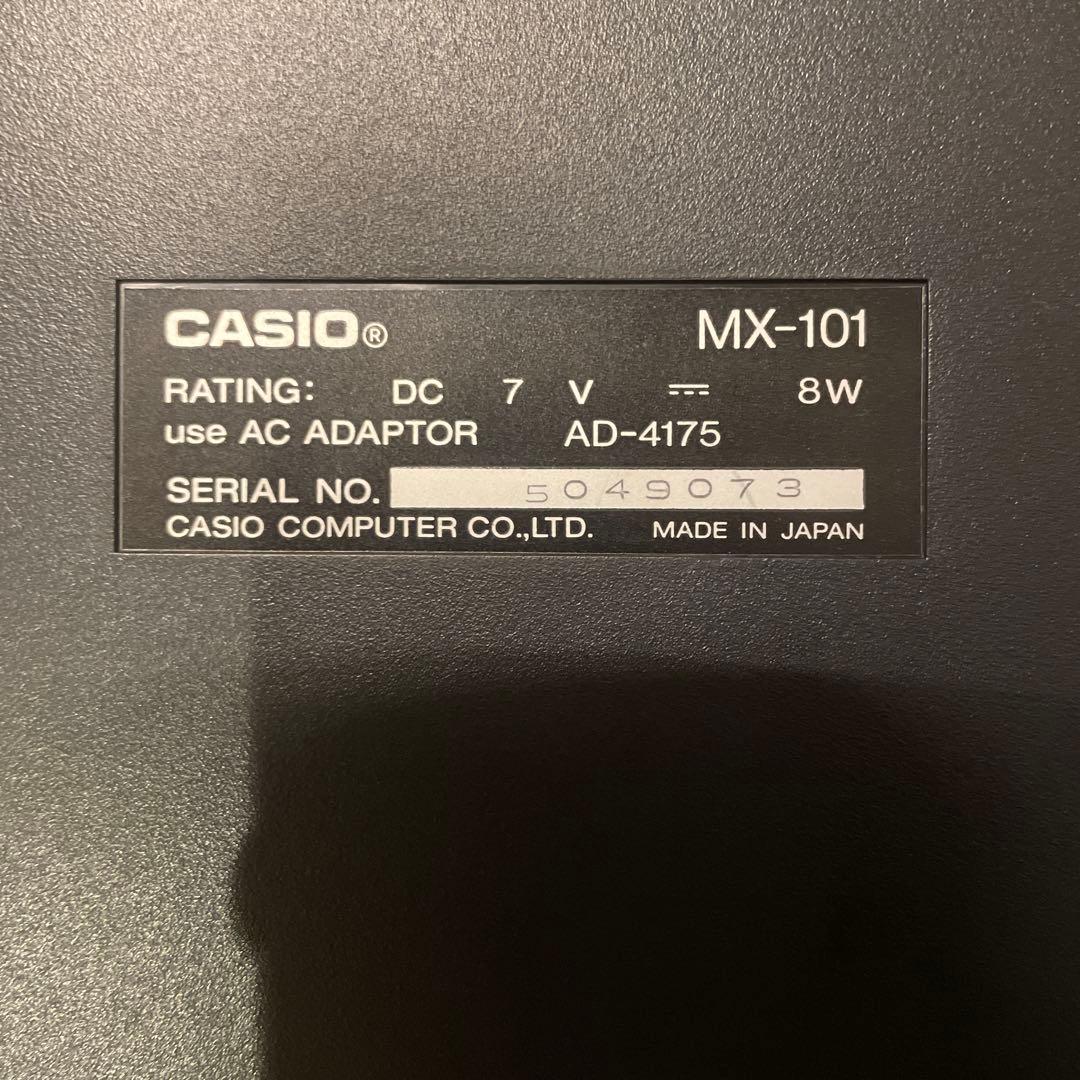 CASIO® MX-101
RATING: DC 7 V ⎓ 8W
use AC ADAPTOR AD-4175
SERIAL NO. 5049073
CASIO COMPUTER CO.,LTD. MADE IN JAPAN